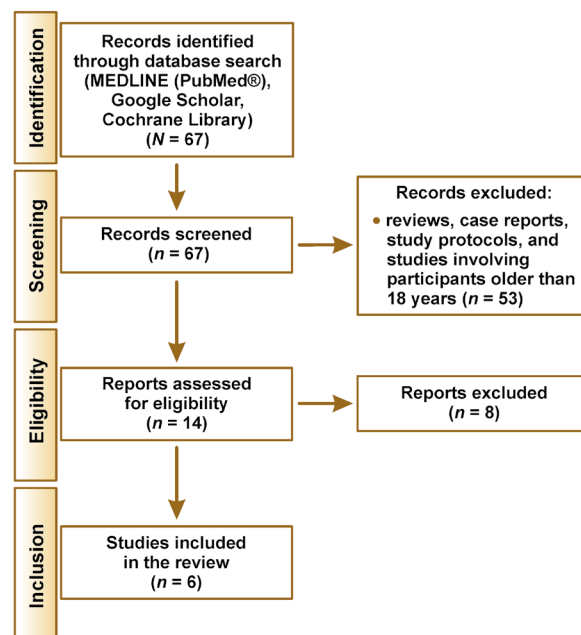 Identification
Records identified
through database search
(MEDLINE (PubMed®),
Google Scholar,
Cochrane Library)
(N = 67)
Screening
Records screened
(n = 67)
Records excluded:
• reviews, case reports,
study protocols, and
studies involving
participants older than
18 years (n = 53)
Eligibility
Reports assessed
for eligibility
(n = 14)
Reports excluded
(n = 8)
Inclusion
Studies included
in the review
(n = 6)